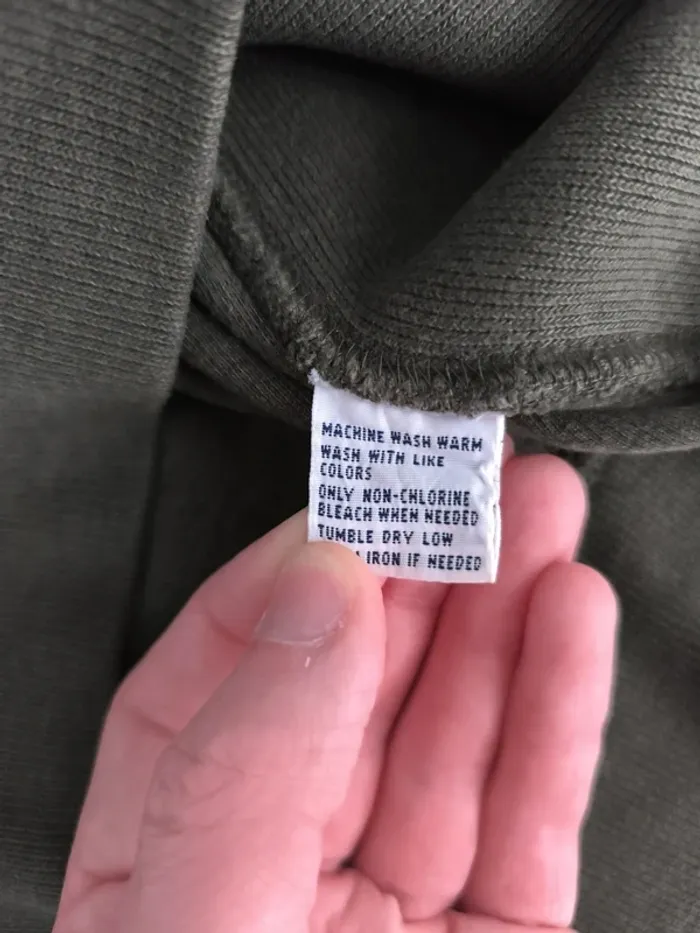 MACHINE WASH WARM
WASH WITH LIKE
COLORS
ONLY NON-CHLORINE
BLEACH WHEN NEEDED
TUMBLE DRY LOW
IRON IF NEEDED